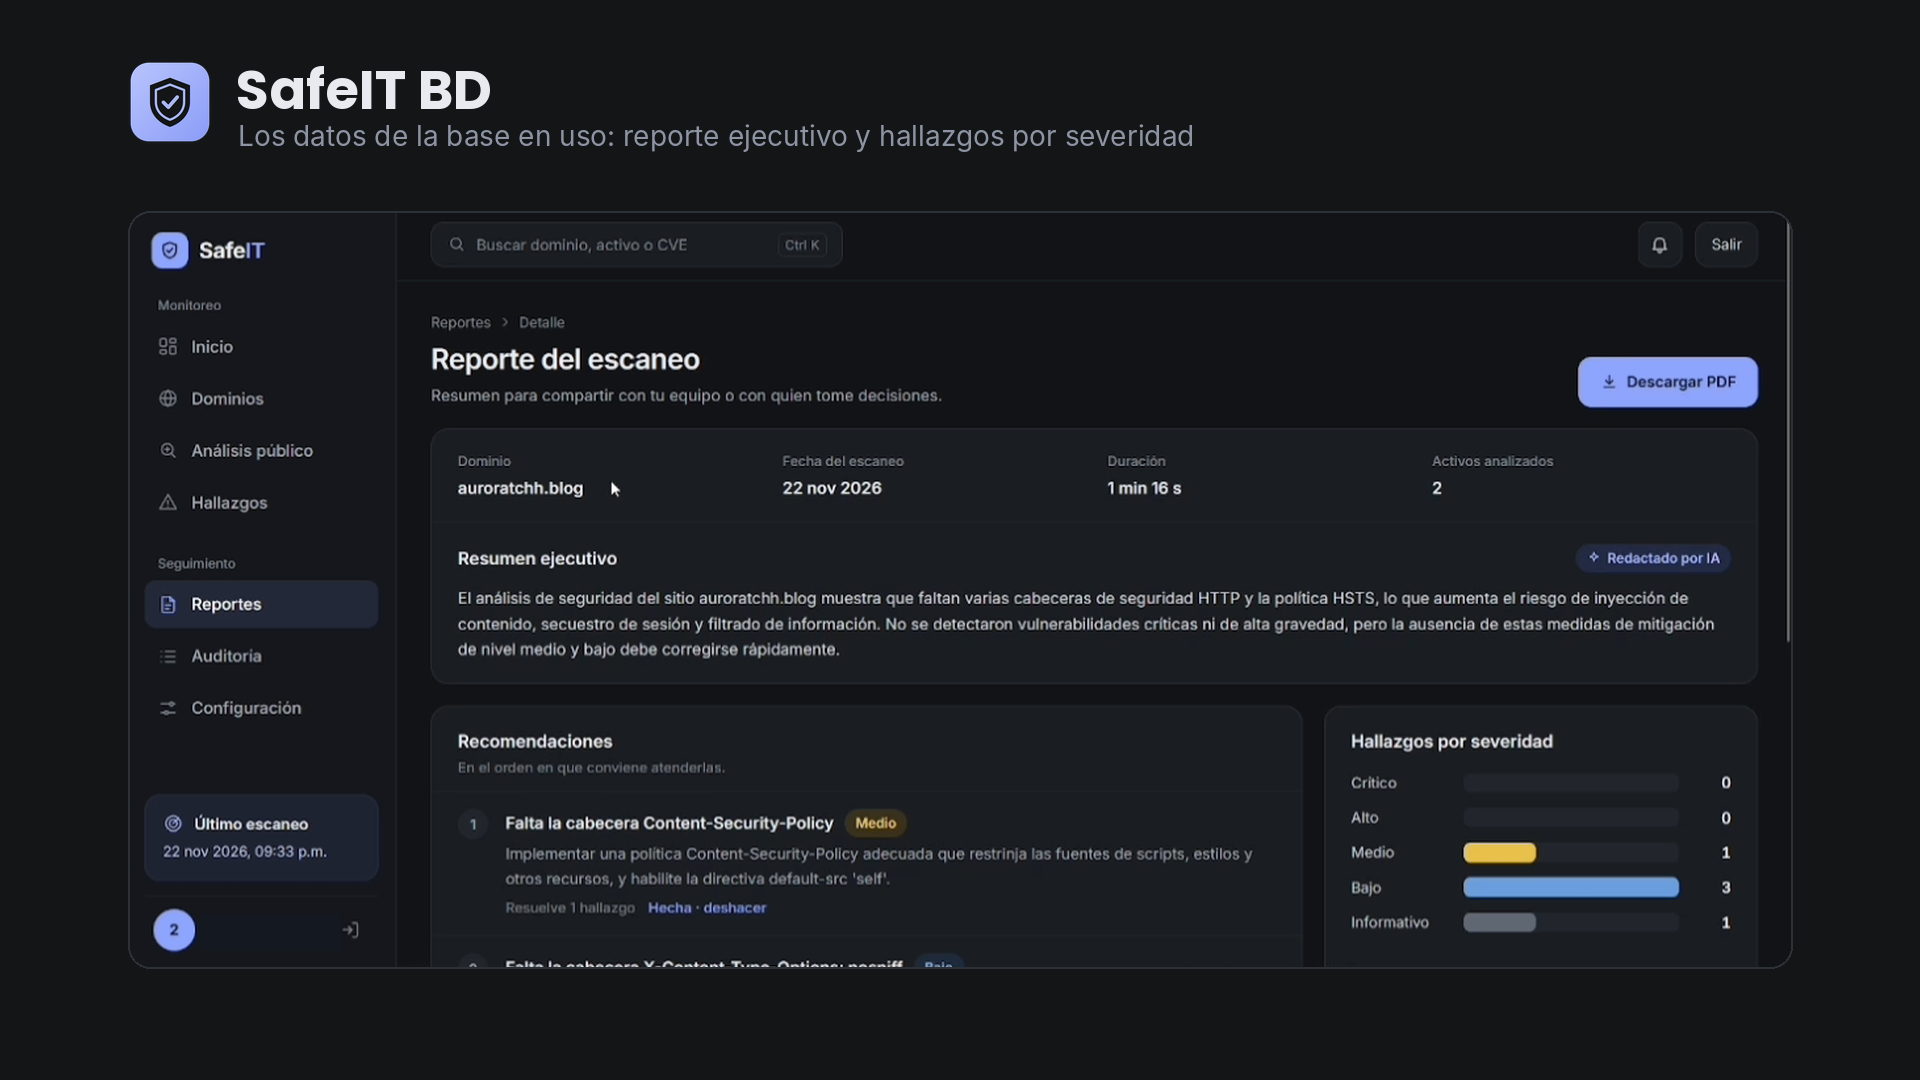 SafeIT BD
Los datos de la base en uso: reporte ejecutivo y hallazgos por severidad
SafeIT
Monitoreo
Inicio
Dominios
Análisis público
Hallazgos
Seguimiento
Reportes
Auditoria
Configuración
Último escaneo
22 nov 2026, 09:33 p.m.
2
Buscar dominio, activo o CVE
Ctrl K
Salir
Reportes > Detalle
Reporte del escaneo
Resumen para compartir con tu equipo o con quien tome decisiones.
Descargar PDF
Dominio
auroratchh.blog
Fecha del escaneo
22 nov 2026
Duración
1 min 16 s
Activos analizados
2
Resumen ejecutivo
Redactado por IA
El análisis de seguridad del sitio auroratchh.blog muestra que faltan varias cabeceras de seguridad HTTP y la política HSTS, lo que aumenta el riesgo de inyección de
contenido, secuestro de sesión y filtrado de información. No se detectaron vulnerabilidades críticas ni de alta gravedad, pero la ausencia de estas medidas de mitigación
de nivel medio y bajo debe corregirse rápidamente.
Recomendaciones
En el orden en que conviene atenderlas.
1 Falta la cabecera Content-Security-Policy Medio
Implementar una política Content-Security-Policy adecuada que restrinja las fuentes de scripts, estilos y
otros recursos, y habilite la directiva default-src 'self'.
Resuelve 1 hallazgo Hecha · deshacer
Falta la cabecera X-Content-Type-Options: nosniff Bajo
Hallazgos por severidad
Crítico 0
Alto 0
Medio 1
Bajo 3
Informativo 1